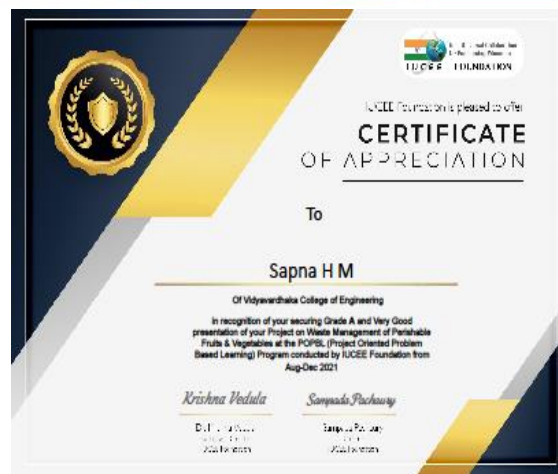 IUCEE FOUNDATION
IUCEE Foundation is pleased to offer
CERTIFICATE
OF APPRECIATION
To
Sapna H M
Of Vidyavardhaka College of Engineering
in recognition of your securing Grade A and Very Good
presentation of your Project on Waste Management of Perishable
Fruits & Vegetables at the POPBL (Project Oriented Problem
Based Learning) Program conducted by IUCEE Foundation from
Aug-Dec 2021
Krishna Vedula
Sampada Pachaury